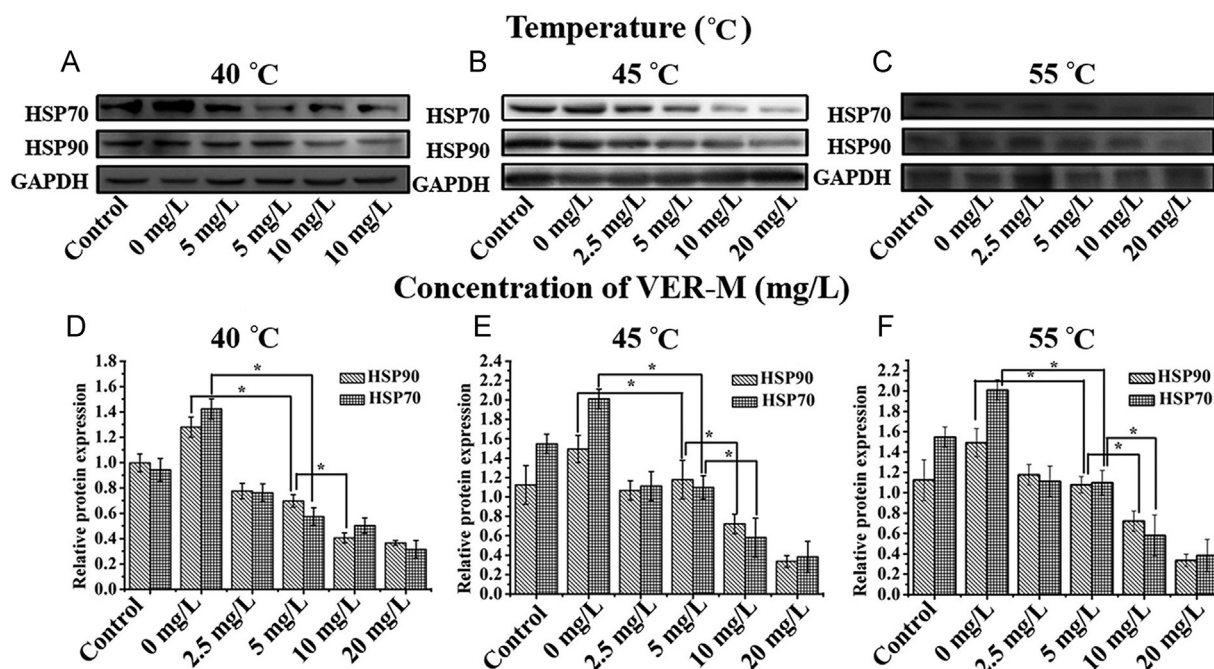 Temperature (℃)
A 40 ℃
HSP70
HSP90
GAPDH
Control 0 mg/L 5 mg/L 5 mg/L 10 mg/L 10 mg/L
B 45 ℃
HSP70
HSP90
GAPDH
Control 0 mg/L 2.5 mg/L 5 mg/L 10 mg/L 20 mg/L
C 55 ℃
HSP70
HSP90
GAPDH
Control 0 mg/L 2.5 mg/L 5 mg/L 10 mg/L 20 mg/L
Concentration of VER-M (mg/L)
D 40 ℃
Relative protein expression
1.8
1.6
1.4
1.2
1.0
0.8
0.6
0.4
0.2
0.0
* * *
HSP90
HSP70
Control 0 mg/L 2.5 mg/L 5 mg/L 10 mg/L 20 mg/L
E 45 ℃
Relative protein expression
2.4
2.2
2.0
1.8
1.6
1.4
1.2
1.0
0.8
0.6
0.4
0.2
0.0
* * * *
HSP90
HSP70
Control 0 mg/L 2.5 mg/L 5 mg/L 10 mg/L 20 mg/L
F 55 ℃
Relative protein expression
2.2
2.0
1.8
1.6
1.4
1.2
1.0
0.8
0.6
0.4
0.2
0.0
* * * *
HSP90
HSP70
Control 0 mg/L 2.5 mg/L 5 mg/L 10 mg/L 20 mg/L